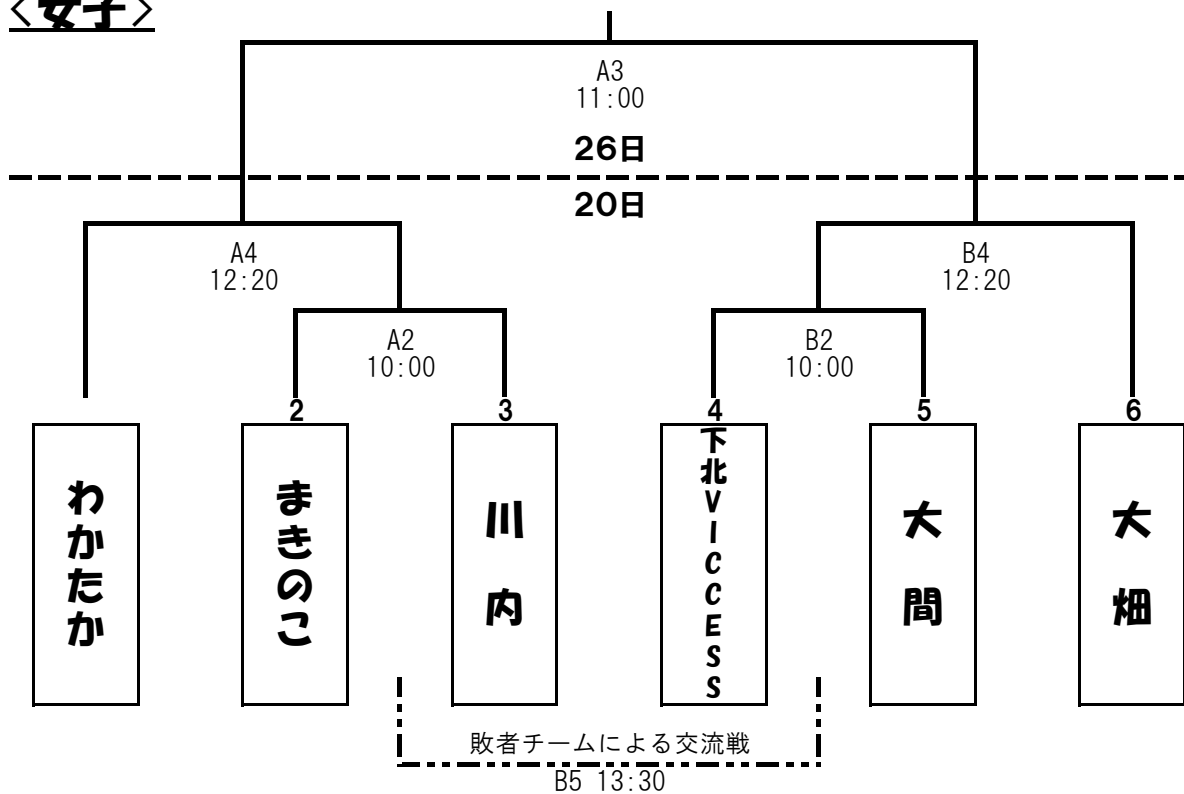 <女子>
A3
11:00
26日
20日
A4
12:20
B4
12:20
A2
10:00
B2
10:00
2
3
4
5
6
わかたか
まきのこ
川内
下北VICCESS
大間
大畑
敗者チームによる交流戦
B5 13:30